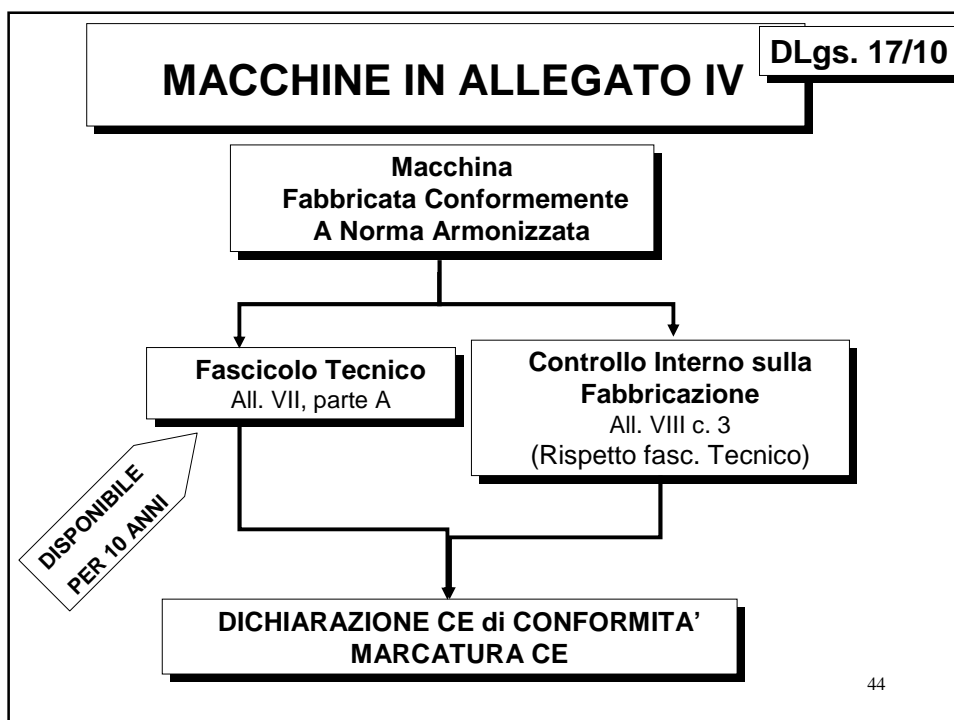 DLgs. 17/10
MACCHINE IN ALLEGATO IV
Macchina
Fabbricata Conformemente
A Norma Armonizzata
Fascicolo Tecnico
All. VII, parte A
Controllo Interno sulla
Fabbricazione
All. VIII c. 3
(Rispetto fasc. Tecnico)
DISPONIBILE
PER 10 ANNI
DICHIARAZIONE CE di CONFORMITA’
MARCATURA CE
44